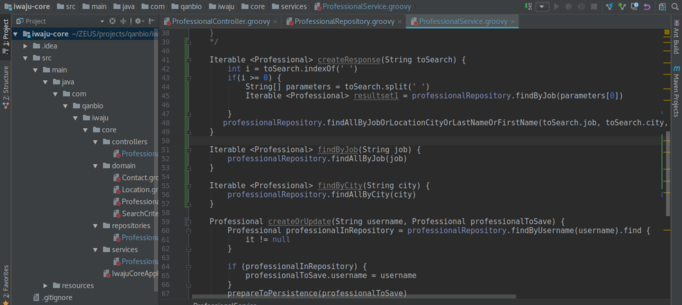 iwaju-core
src
main
java
com
qanbio
iwaju
core
services
ProfessionalService.groovy
Project
ProfessionalController.groovy
ProfessionalRepository.groovy
ProfessionalService.groovy
1: Project
2: Structure
2: Favorites
iwaju-core ~/ZEUS/projects/qanbio/iwaju
.idea
src
main
java
com
qanbio
iwaju
core
controllers
Profession
domain
Contact.gro
Location.gr
Profession
SearchCrite
repositories
Profession
services
Profession
IwajuCoreApp
resources
.gitignore
38 }
39 */
40
41 Iterable <Professional> createResponse(String toSearch) {
42 int i = toSearch.indexOf(' ')
43 if(i >= 0) {
44 String[] parameters = toSearch.split(' ')
45 Iterable <Professional> resultset1 = professionalRepository.findByJob(parameters[0])
46
47 }
48 professionalRepository.findAllByJobOrLocationCityOrLastNameOrFirstName(toSearch.job, toSearch.city,
49 }
50
51 Iterable <Professional> findByJob(String job) {
52 professionalRepository.findAllByJob(job)
53 }
54
55 Iterable <Professional> findByCity(String city) {
56 professionalRepository.findAllByCity(city)
57 }
58
59 Professional createOrUpdate(String username, Professional professionalToSave) {
60 Professional professionalInRepository = professionalRepository.findByUsername(username).find {
61 it != null
62 }
63
64 if (professionalInRepository) {
65 professionalToSave.username = username
66 }
67 prepareToPersistence(professionalToSave)
ProfessionalService
Ant Build
Maven Projects